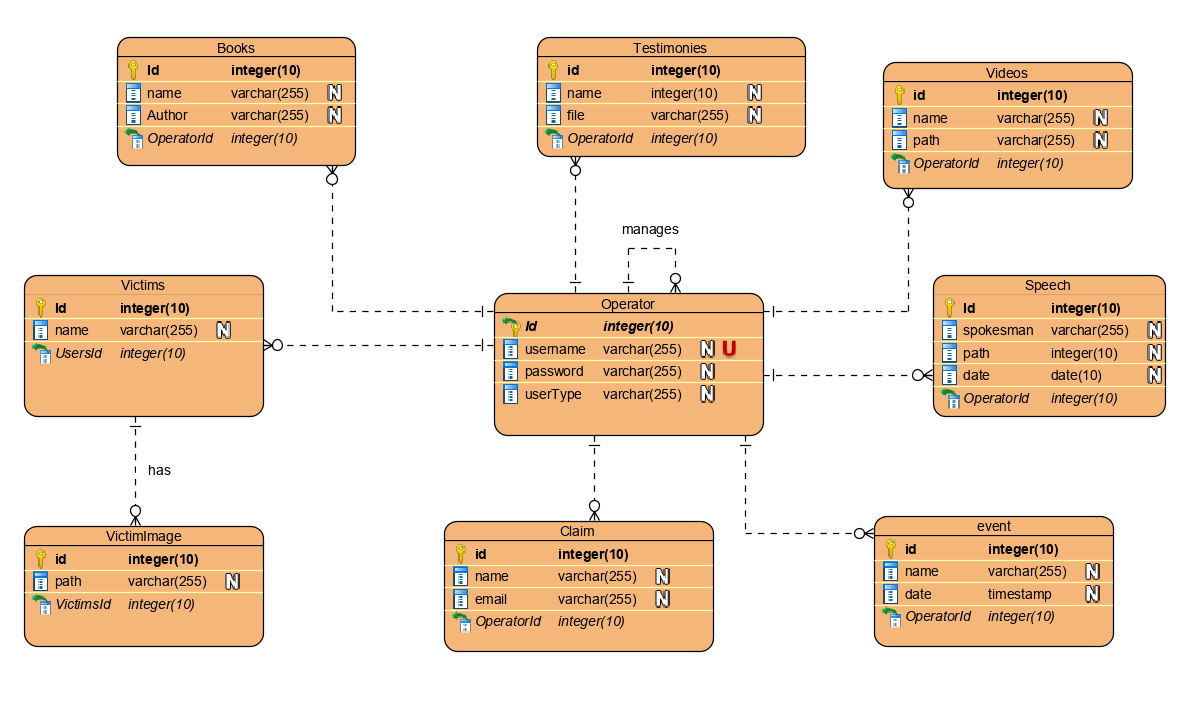 Books
Id integer(10)
name varchar(255) N
Author varchar(255) N
OperatorId integer(10)
Testimonies
id integer(10)
name integer(10) N
file varchar(255) N
OperatorId integer(10)
Videos
id integer(10)
name varchar(255) N
path varchar(255) N
OperatorId integer(10)
manages
Victims
Id integer(10)
name varchar(255) N
UsersId integer(10)
Operator
Id integer(10)
username varchar(255) N U
password varchar(255) N
userType varchar(255) N
Speech
Id integer(10)
spokesman varchar(255) N
path integer(10) N
date date(10) N
OperatorId integer(10)
has
VictimImage
id integer(10)
path varchar(255) N
VictimsId integer(10)
Claim
id integer(10)
name varchar(255) N
email varchar(255) N
OperatorId integer(10)
event
id integer(10)
name varchar(255) N
date timestamp N
OperatorId integer(10)